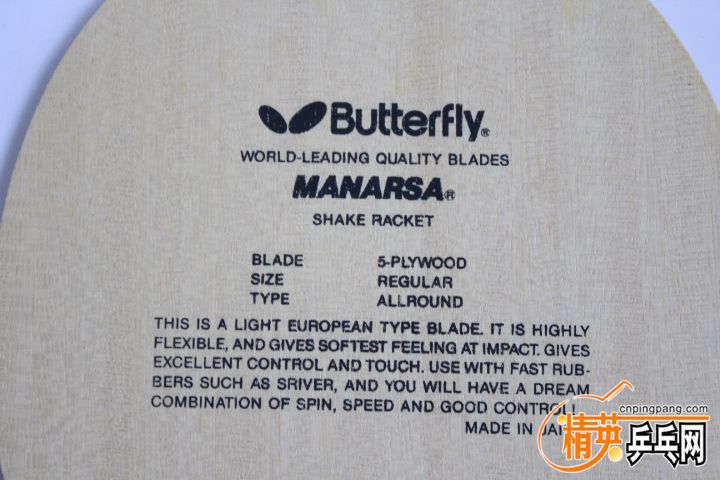 Butterfly®
WORLD-LEADING QUALITY BLADES
MANARSA®
SHAKE RACKET
BLADE 5-PLYWOOD
SIZE REGULAR
TYPE ALLROUND
THIS IS A LIGHT EUROPEAN TYPE BLADE. IT IS HIGHLY
FLEXIBLE, AND GIVES SOFTEST FEELING AT IMPACT. GIVES
EXCELLENT CONTROL AND TOUCH. USE WITH FAST RUB-
BERS SUCH AS SRIVER, AND YOU WILL HAVE A DREAM
COMBINATION OF SPIN, SPEED AND GOOD CONTROL!
MADE IN
cnpingpang.com
精英乒乓网